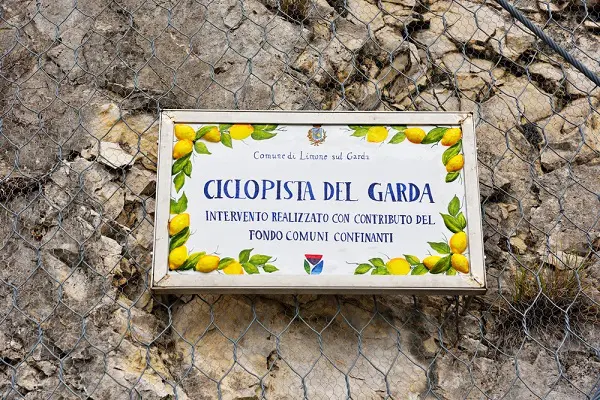 Comune di Limone sul Garda
CICLOPISTA DEL GARDA
INTERVENTO REALIZZATO CON CONTRIBUTO DEL
FONDO COMUNI CONFINANTI